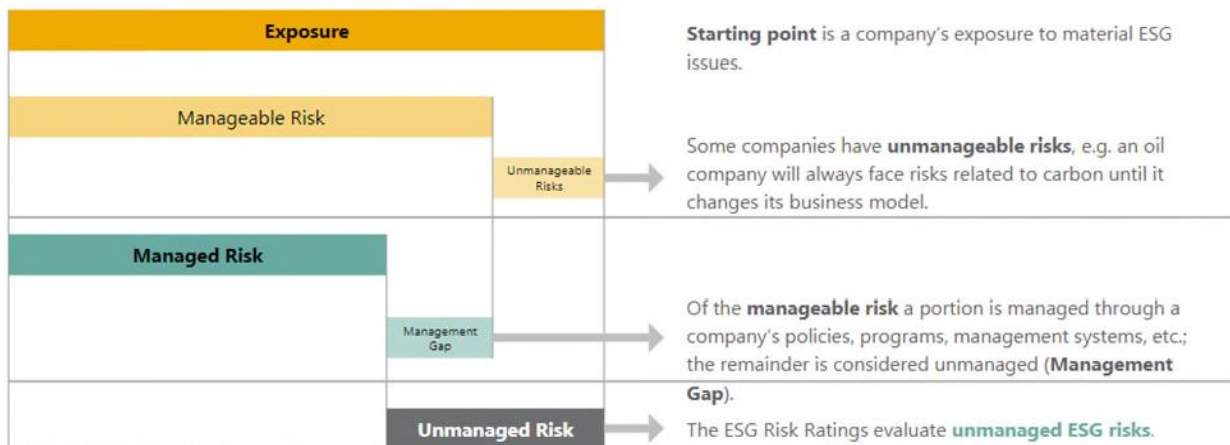 Exposure
Starting point is a company's exposure to material ESG
issues.
Manageable Risk
Unmanageable
Risks
Some companies have unmanageable risks, e.g. an oil
company will always face risks related to carbon until it
changes its business model.
Managed Risk
Management
Gap
Of the manageable risk a portion is managed through a
company's policies, programs, management systems, etc.;
the remainder is considered unmanaged (Management
Gap).
Unmanaged Risk
The ESG Risk Ratings evaluate unmanaged ESG risks.